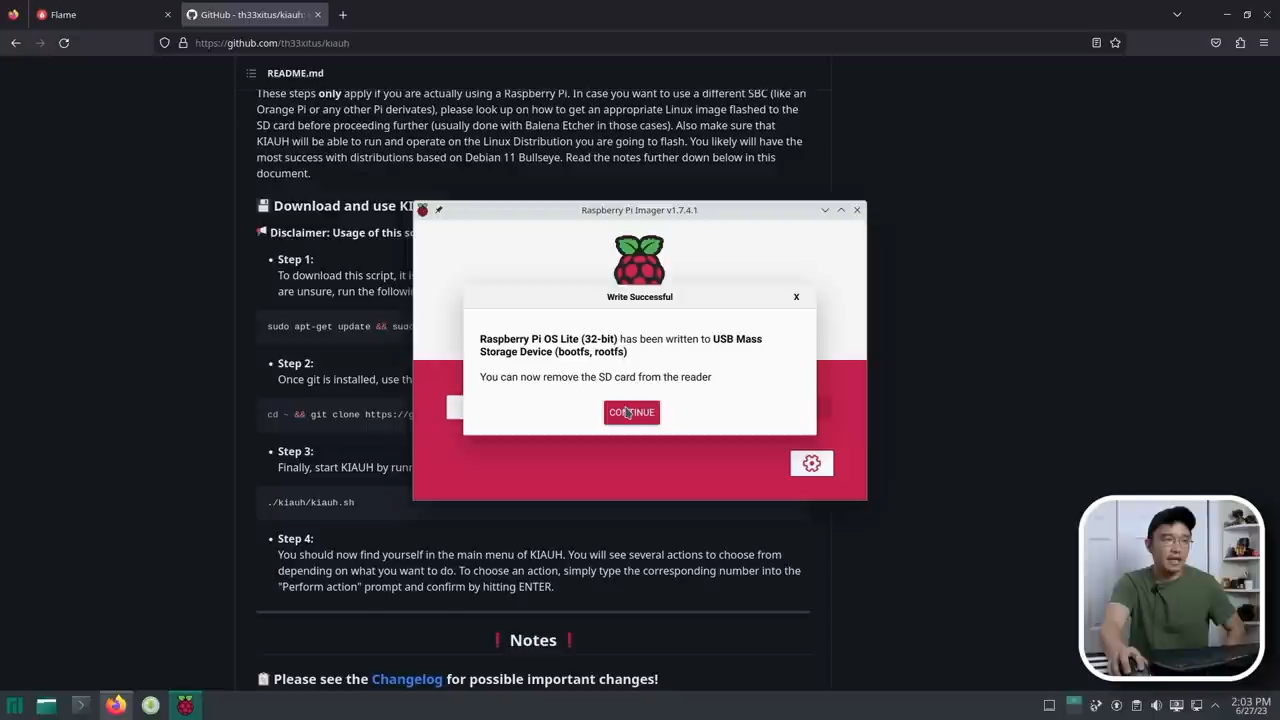 Flame
GitHub - th33xitus/kiauh:
https://github.com/th33xitus/kiauh
README.md
These steps only apply if you are actually using a Raspberry Pi. In case you want to use a different SBC (like an
Orange Pi or any other Pi derivates), please look up on how to get an appropriate Linux image flashed to the
SD card before proceeding further (usually done with Balena Etcher in those cases). Also make sure that
KIAUH will be able to run and operate on the Linux Distribution you are going to flash. You likely will have the
most success with distributions based on Debian 11 Bullseye. Read the notes further down below in this
document.
Download and use KI
Disclaimer: Usage of this sc
Step 1:
To download this script, it is
are unsure, run the followin
sudo apt-get update && sudo
Step 2:
Once git is installed, use th
cd ~ && git clone https://g
Step 3:
Finally, start KIAUH by runn
./kiauh/kiauh.sh
Step 4:
You should now find yourself in the main menu of KIAUH. You will see several actions to choose from
depending on what you want to do. To choose an action, simply type the corresponding number into the
"Perform action" prompt and confirm by hitting ENTER.
Notes
Please see the Changelog for possible important changes!
Raspberry Pi Imager v1.7.4.1
Write Successful
X
Raspberry Pi OS Lite (32-bit) has been written to USB Mass
Storage Device (bootfs, rootfs)
You can now remove the SD card from the reader
CONTINUE
2:03 PM
6/27/23